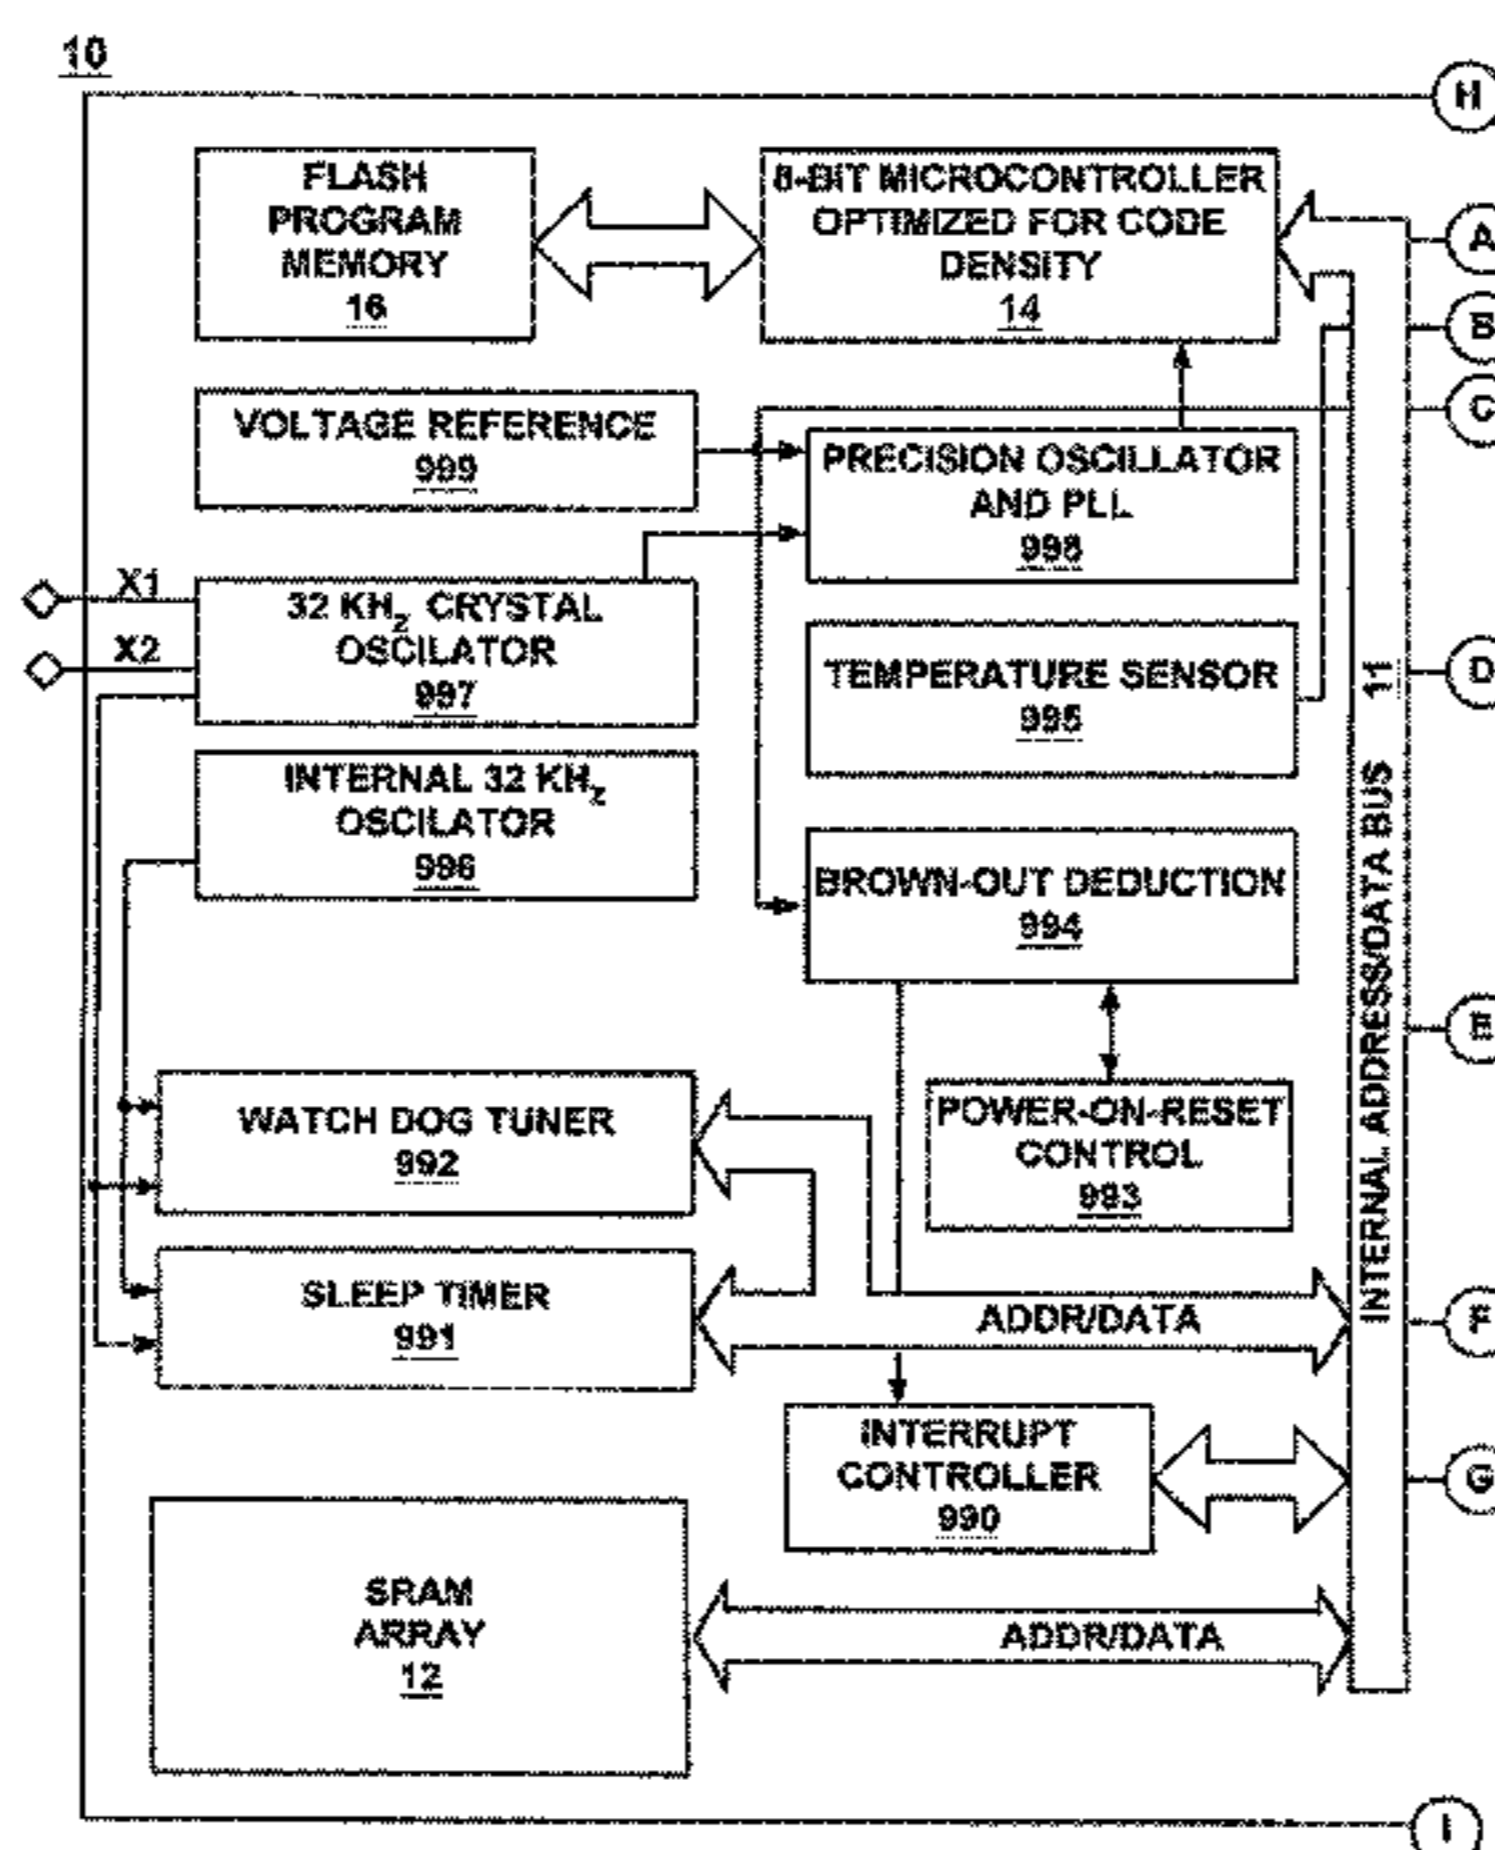 10
H
FLASH
PROGRAM
MEMORY
16
8-BIT MICROCONTROLLER
OPTIMIZED FOR CODE
DENSITY
14
A
B
C
VOLTAGE REFERENCE
999
PRECISION OSCILLATOR
AND PLL
998
X1
X2
32 KHz CRYSTAL
OSCILATOR
997
TEMPERATURE SENSOR
995
D
INTERNAL 32 KHz
OSCILATOR
996
BROWN-OUT DEDUCTION
994
INTERNAL ADDRESS/DATA BUS 11
E
WATCH DOG TUNER
992
POWER-ON-RESET
CONTROL
993
SLEEP TIMER
991
ADDR/DATA
F
INTERRUPT
CONTROLLER
990
G
SRAM
ARRAY
12
ADDR/DATA
I